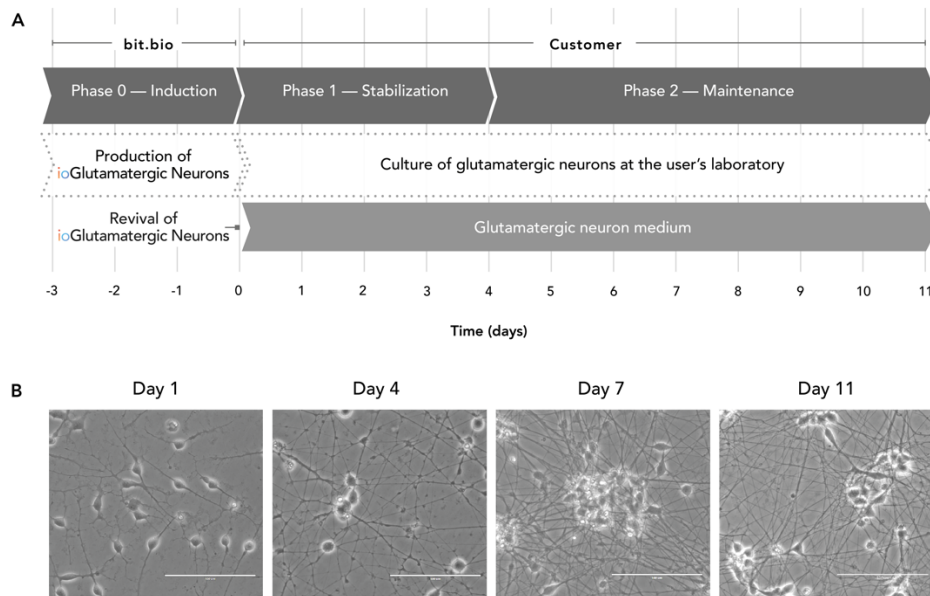 A
bit.bio
Customer
Phase 0 — Induction
Phase 1 — Stabilization
Phase 2 — Maintenance
Production of
ioGlutamatergic Neurons
Culture of glutamatergic neurons at the user's laboratory
Revival of
ioGlutamatergic Neurons
Glutamatergic neuron medium
-3 -2 -1 0 1 2 3 4 5 6 7 8 9 10 11
Time (days)
B
Day 1
Day 4
Day 7
Day 11